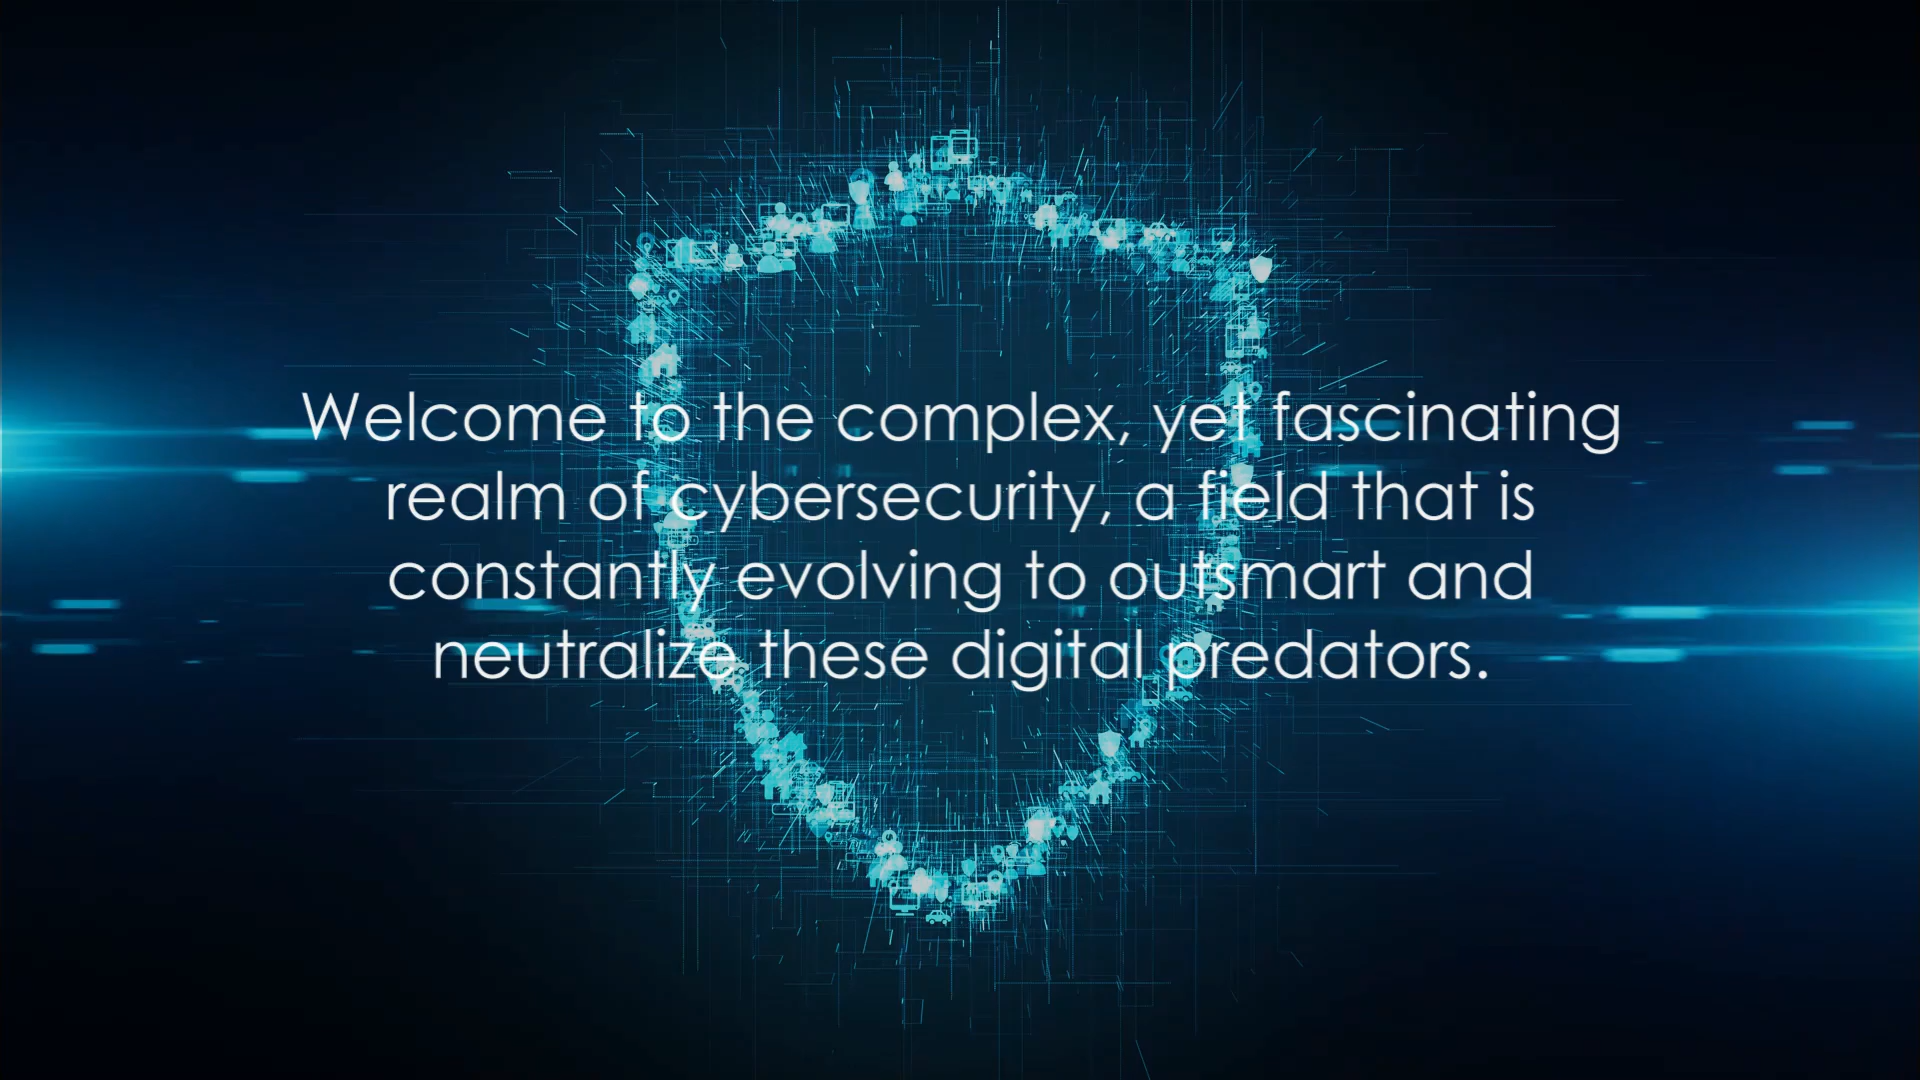 Welcome to the complex, yet fascinating
realm of cybersecurity, a field that is
constantly evolving to outsmart and
neutralize these digital predators.